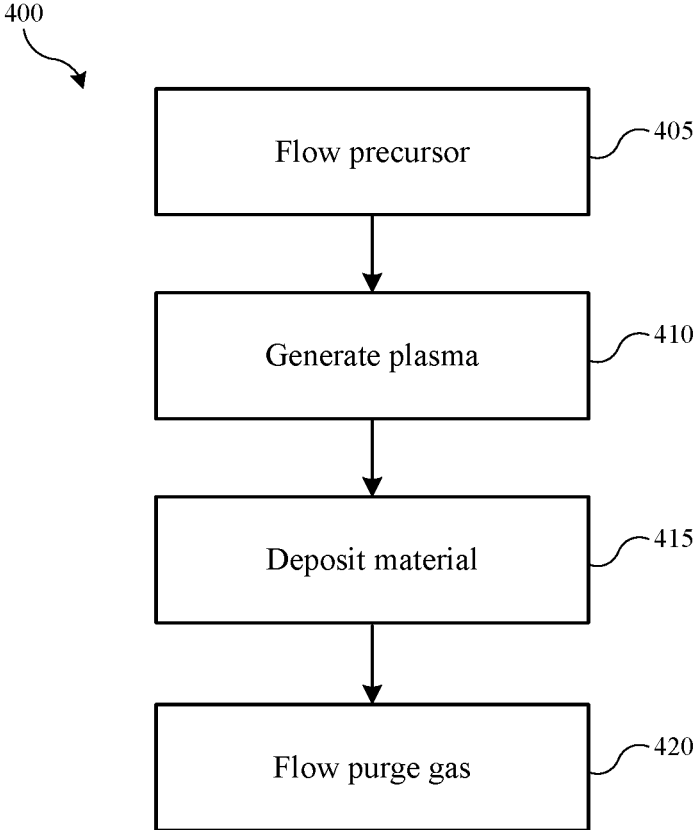 400
Flow precursor
405
Generate plasma
410
Deposit material
415
Flow purge gas
420